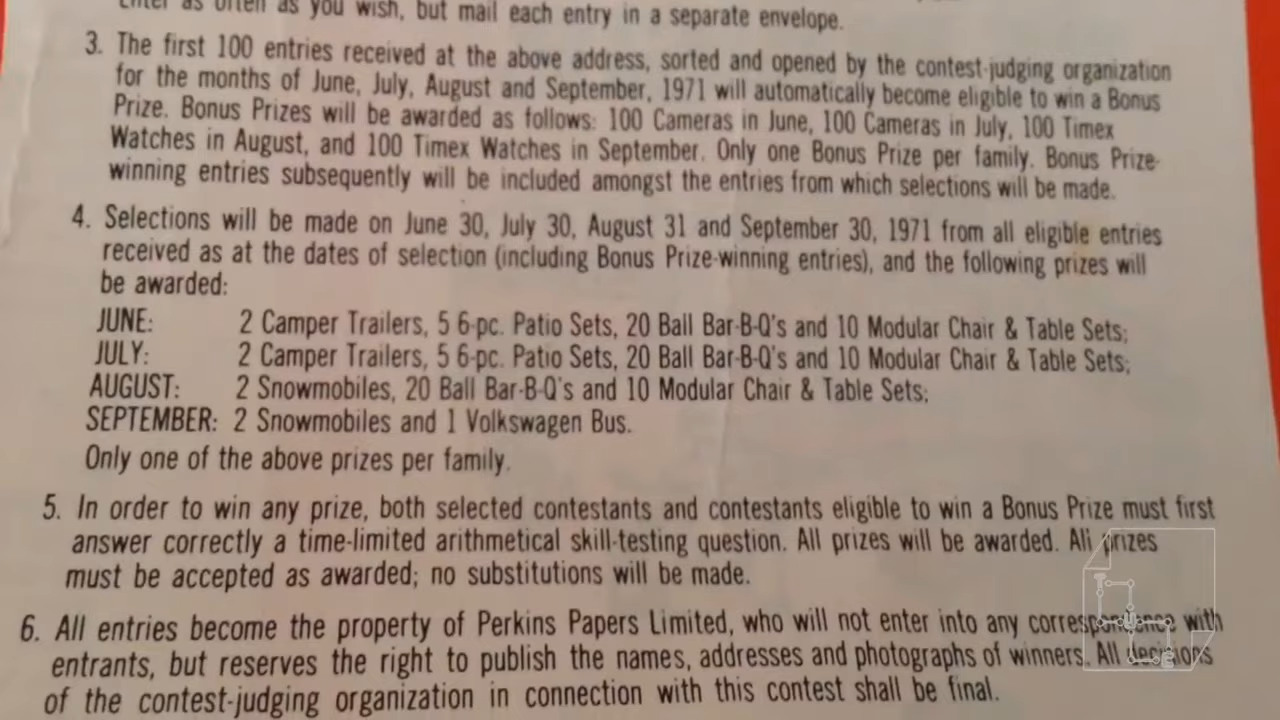 Enter as often as you wish, but mail each entry in a separate envelope.
3. The first 100 entries received at the above address, sorted and opened by the contest-judging organization
for the months of June, July, August and September, 1971 will automatically become eligible to win a Bonus
Prize. Bonus Prizes will be awarded as follows: 100 Cameras in June, 100 Cameras in July, 100 Timex
Watches in August, and 100 Timex Watches in September. Only one Bonus Prize per family. Bonus Prize-
winning entries subsequently will be included amongst the entries from which selections will be made.
4. Selections will be made on June 30, July 30, August 31 and September 30, 1971 from all eligible entries
received as at the dates of selection (including Bonus Prize-winning entries), and the following prizes will
be awarded:
JUNE: 2 Camper Trailers, 5 6-pc. Patio Sets, 20 Ball Bar-B-Q's and 10 Modular Chair & Table Sets;
JULY: 2 Camper Trailers, 5 6-pc. Patio Sets, 20 Ball Bar-B-Q's and 10 Modular Chair & Table Sets;
AUGUST: 2 Snowmobiles, 20 Ball Bar-B-Q's and 10 Modular Chair & Table Sets;
SEPTEMBER: 2 Snowmobiles and 1 Volkswagen Bus.
Only one of the above prizes per family.
5. In order to win any prize, both selected contestants and contestants eligible to win a Bonus Prize must first
answer correctly a time-limited arithmetical skill-testing question. All prizes will be awarded. All prizes
must be accepted as awarded; no substitutions will be made.
6. All entries become the property of Perkins Papers Limited, who will not enter into any correspondence with
entrants, but reserves the right to publish the names, addresses and photographs of winners. All decisions
of the contest-judging organization in connection with this contest shall be final.